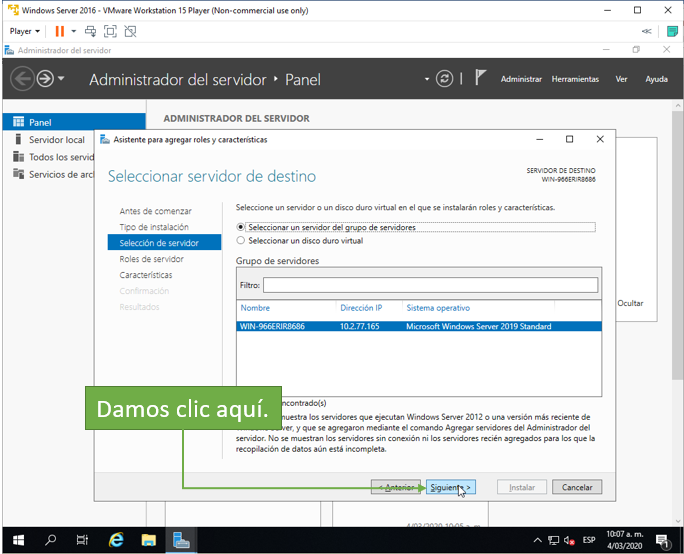 Windows Server 2016 - VMware Workstation 15 Player (Non-commercial use only)
Player
Administrador del servidor
Administrador del servidor · Panel
Administrar Herramientas Ver Ayuda
Panel
Servidor local
Todos los servid
Servicios de arc
ADMINISTRADOR DEL SERVIDOR
Asistente para agregar roles y características
Seleccionar servidor de destino
SERVIDOR DE DESTINO
WIN-966ERIR8686
Antes de comenzar
Tipo de instalación
Selección de servidor
Roles de servidor
Características
Confirmación
Resultados
Seleccione un servidor o un disco duro virtual en el que se instalarán roles y características.
Seleccionar un servidor del grupo de servidores
Seleccionar un disco duro virtual
Grupo de servidores
Filtro:
Nombre Dirección IP Sistema operativo
WIN-966ERIR8686 10.2.77.165 Microsoft Windows Server 2019 Standard
Ocultar
Damos clic aquí.
ncontrado(s)
muestra los servidores que ejecutan Windows Server 2012 o una versión más reciente de
Server, y que se agregaron mediante el comando Agregar servidores del Administrador del
servidor. No se muestran los servidores sin conexión ni los servidores recién agregados para los que la
recopilación de datos aún está incompleta.
< Anterior Siguiente > Instalar Cancelar
4/03/2020 10:05 a. m.
ESP
10:07 a. m.
4/03/2020
1